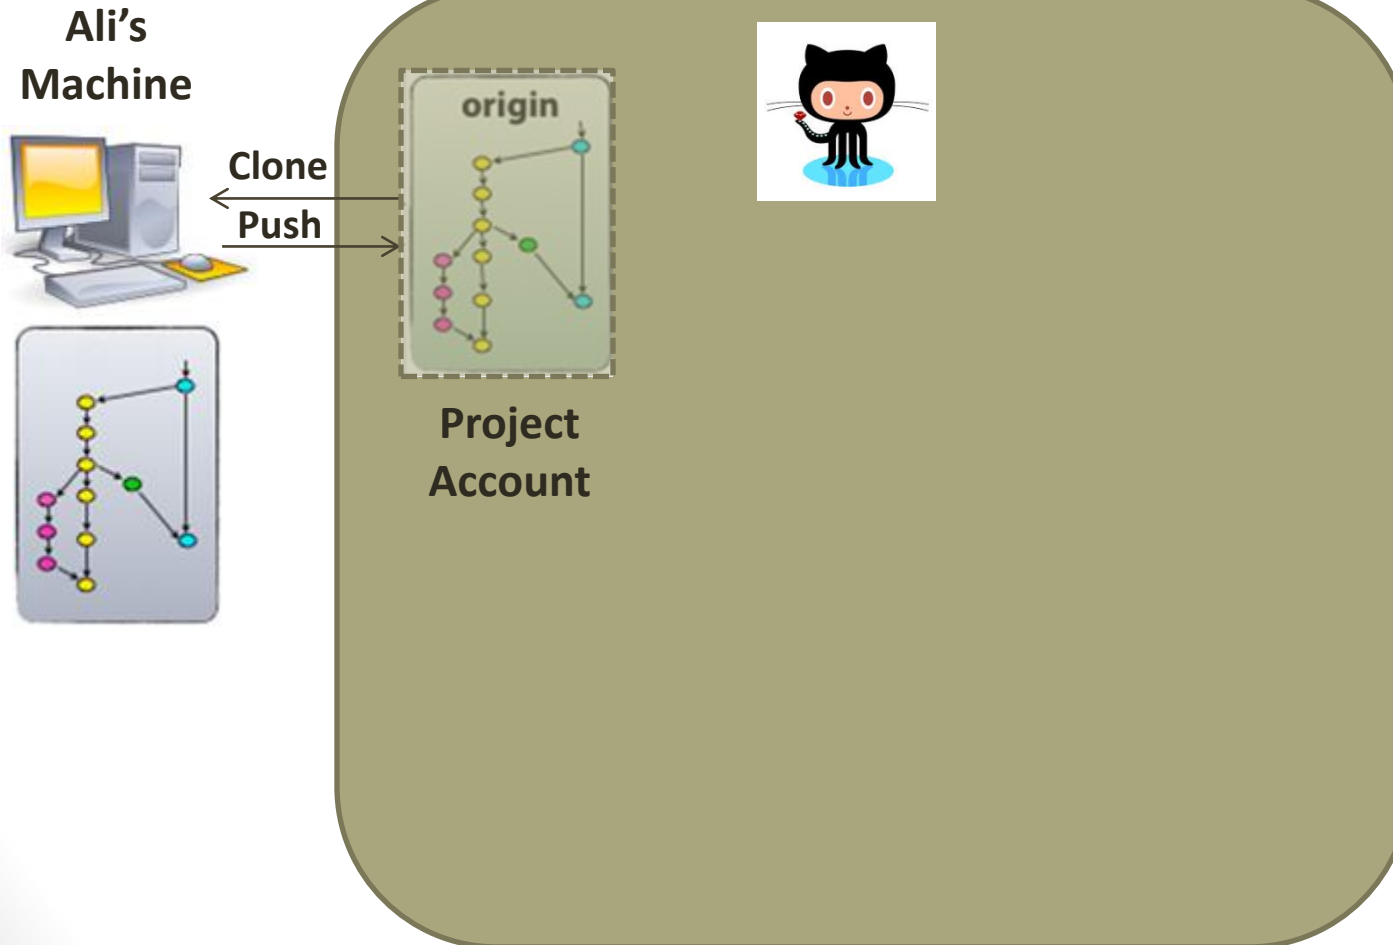 Ali’s
Machine
Clone
Push
origin
Project
Account